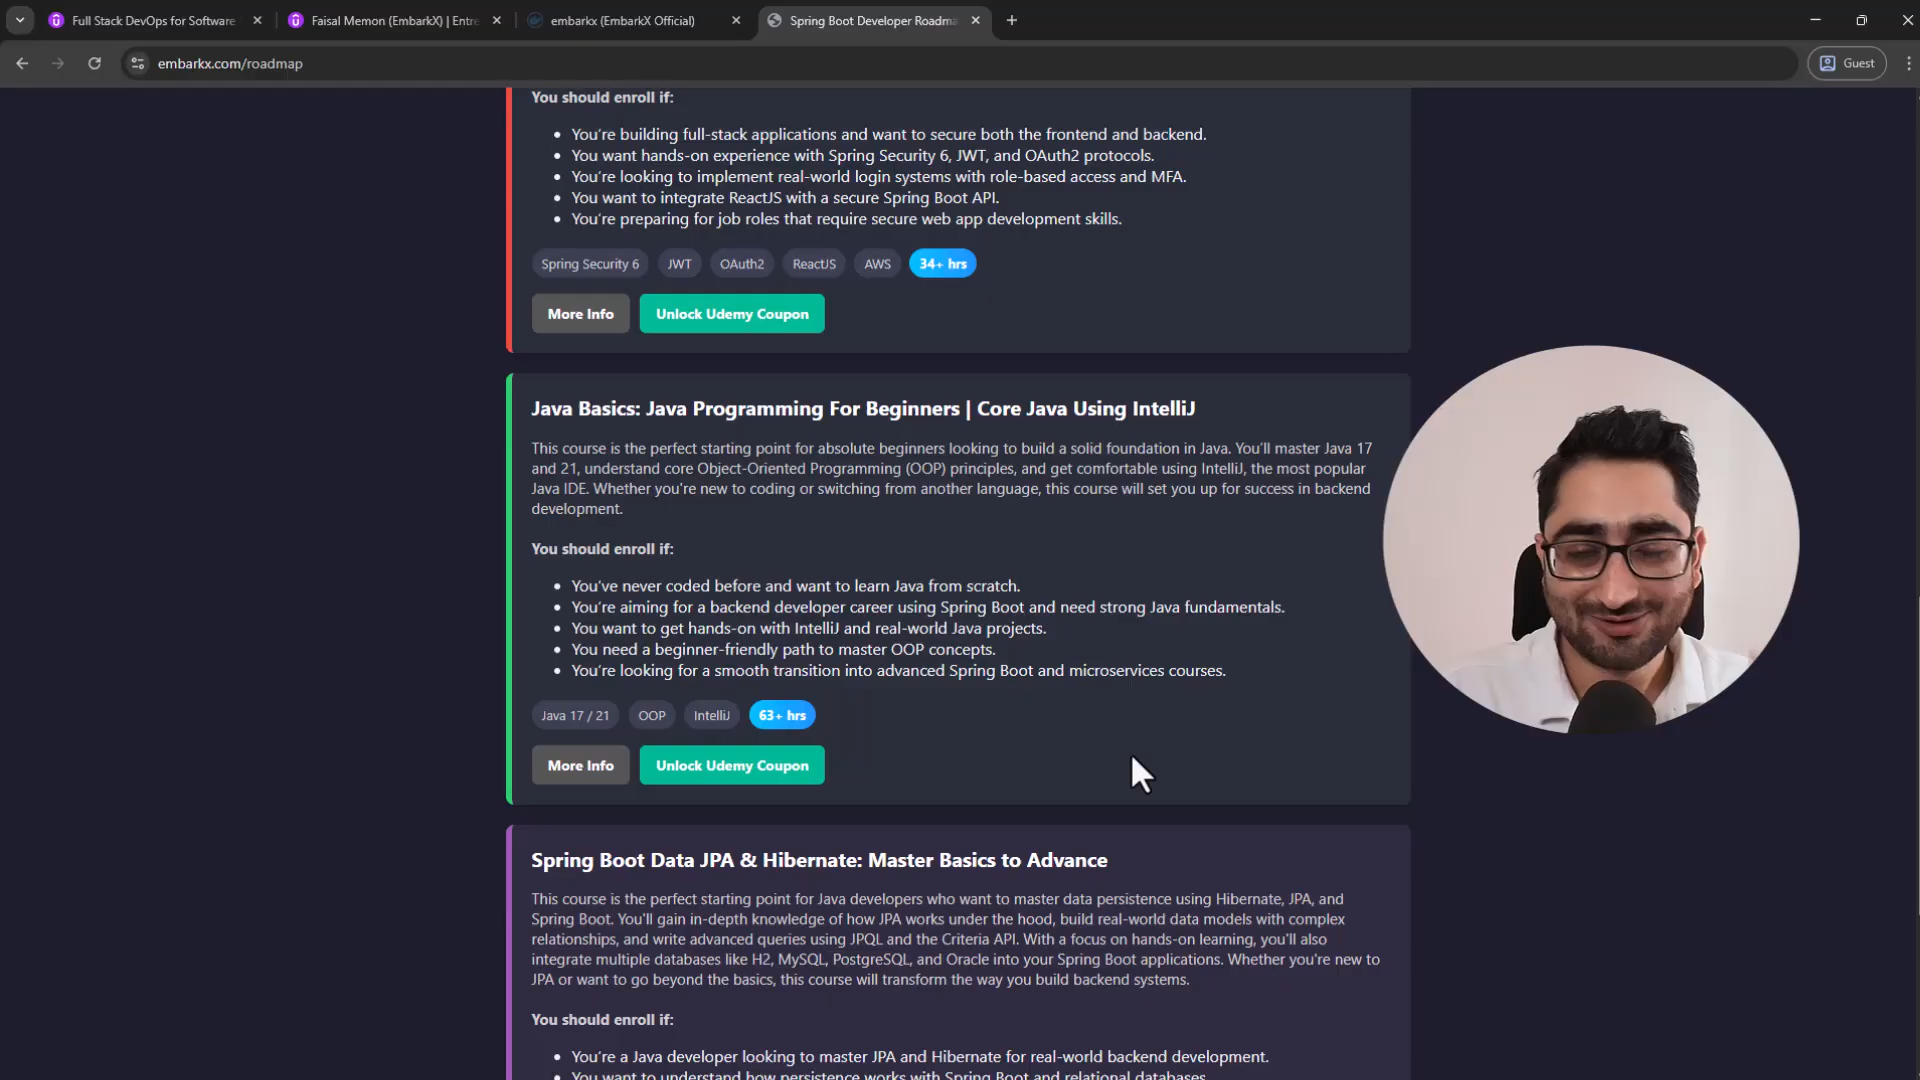 Full Stack DevOps for Software
Faisal Memon (EmbarkX) | Entre
embarkx (EmbarkX Official)
Spring Boot Developer Roadma
embarkx.com/roadmap
Guest
You should enroll if:
• You're building full-stack applications and want to secure both the frontend and backend.
• You want hands-on experience with Spring Security 6, JWT, and OAuth2 protocols.
• You're looking to implement real-world login systems with role-based access and MFA.
• You want to integrate ReactJS with a secure Spring Boot API.
• You're preparing for job roles that require secure web app development skills.
Spring Security 6 JWT OAuth2 ReactJS AWS 34+ hrs
More Info Unlock Udemy Coupon
Java Basics: Java Programming For Beginners | Core Java Using IntelliJ
This course is the perfect starting point for absolute beginners looking to build a solid foundation in Java. You'll master Java 17
and 21, understand core Object-Oriented Programming (OOP) principles, and get comfortable using IntelliJ, the most popular
Java IDE. Whether you're new to coding or switching from another language, this course will set you up for success in backend
development.
You should enroll if:
• You've never coded before and want to learn Java from scratch.
• You're aiming for a backend developer career using Spring Boot and need strong Java fundamentals.
• You want to get hands-on with IntelliJ and real-world Java projects.
• You need a beginner-friendly path to master OOP concepts.
• You're looking for a smooth transition into advanced Spring Boot and microservices courses.
Java 17 / 21 OOP IntelliJ 63+ hrs
More Info Unlock Udemy Coupon
Spring Boot Data JPA & Hibernate: Master Basics to Advance
This course is the perfect starting point for Java developers who want to master data persistence using Hibernate, JPA, and
Spring Boot. You'll gain in-depth knowledge of how JPA works under the hood, build real-world data models with complex
relationships, and write advanced queries using JPQL and the Criteria API. With a focus on hands-on learning, you'll also
integrate multiple databases like H2, MySQL, PostgreSQL, and Oracle into your Spring Boot applications. Whether you're new to
JPA or want to go beyond the basics, this course will transform the way you build backend systems.
You should enroll if:
• You're a Java developer looking to master JPA and Hibernate for real-world backend development.
• You want to understand how persistence works with Spring Boot and relational databases.